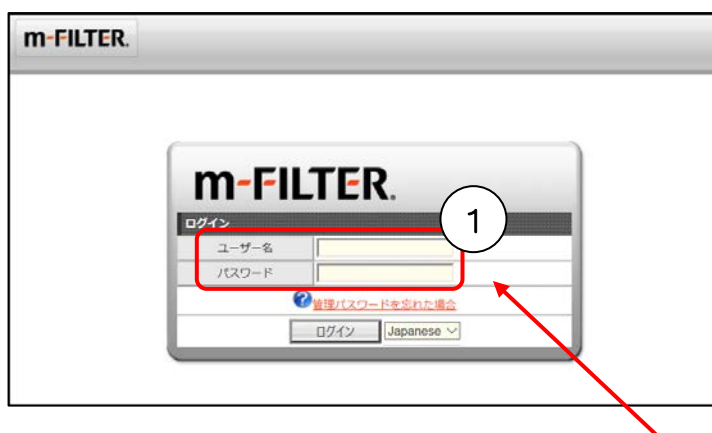 m-FILTER.
m-FILTER.
ログイン
1
ユーザー名
パスワード
?管理パスワードを忘れた場合
ログイン Japanese